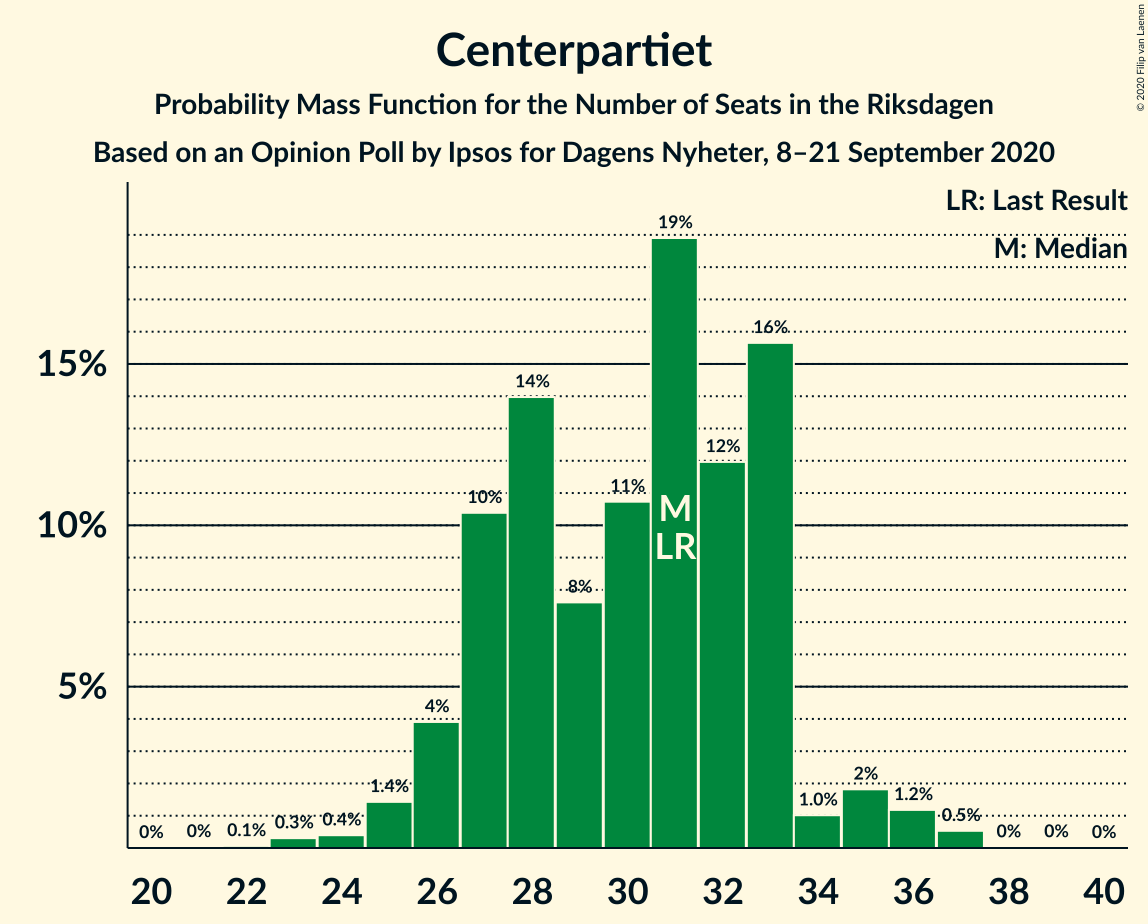 Centerpartiet
Probability Mass Function for the Number of Seats in the Riksdagen
Based on an Opinion Poll by Ipsos for Dagens Nyheter, 8–21 September 2020
© 2020 Filip van Laenen
LR: Last Result
M: Median
15%
10%
5%
0%
0%
0.1%
0.3%
0.4%
1.4%
4%
10%
14%
8%
11%
19%
12%
16%
1.0%
2%
1.2%
0.5%
0%
0%
0%
M
LR
20 22 24 26 28 30 32 34 36 38 40